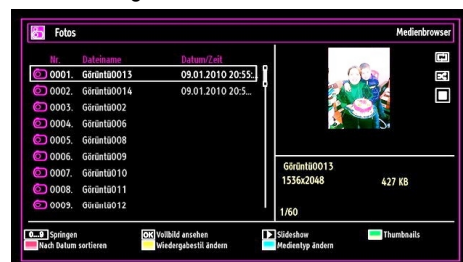 Fotos
Medienbrowser
Nr. Dateiname Datum/Zeit
0001. Görüntü0013 09.01.2010 20:55:..
0002. Görüntü0014 09.01.2010 20:5...
0003. Görüntü002
0004. Görüntü006
0005. Görüntü008
0006. Görüntü009
0007. Görüntü010
0008. Görüntü011
0009. Görüntü012
Görüntü0013
1536x2048 427 KB
1/60
0...9 Springen OK Vollbild ansehen Slideshow Thumbnails
Nach Datum sortieren Wiedergabestil ändern Medientyp ändern